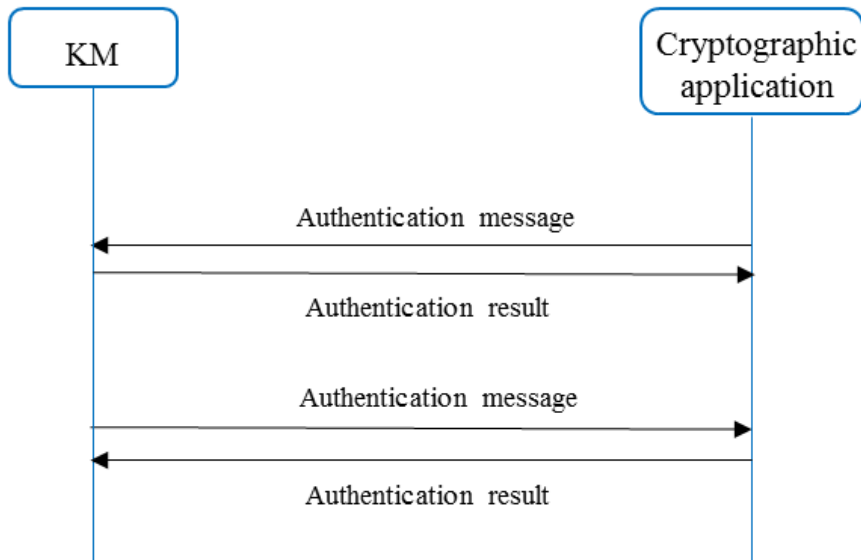 KM
Cryptographic
application
Authentication message
Authentication result
Authentication message
Authentication result